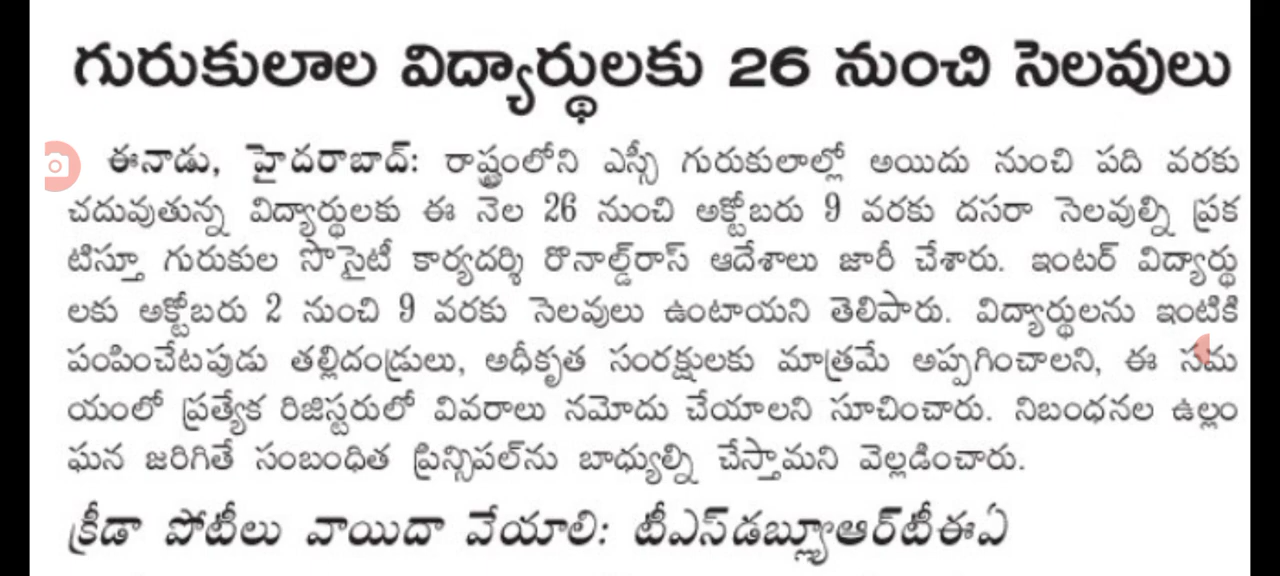 గురుకులాల విద్యార్థులకు 26 నుంచి సెలవులు
ఈనాడు, హైదరాబాద్: రాష్ట్రంలోని ఎస్సీ గురుకులాల్లో అయిదు నుంచి పది వరకు
చదువుతున్న విద్యార్థులకు ఈ నెల 26 నుంచి అక్టోబరు 9 వరకు దసరా సెలవుల్ని ప్రక
టిస్తూ గురుకుల సొసైటీ కార్యదర్శి రొనాల్డ్‌రాస్ ఆదేశాలు జారీ చేశారు. ఇంటర్ విద్యార్థు
లకు అక్టోబరు 2 నుంచి 9 వరకు సెలవులు ఉంటాయని తెలిపారు. విద్యార్థులను ఇంటికి
పంపించేటపుడు తల్లిదండ్రులు, అధీకృత సంరక్షులకు మాత్రమే అప్పగించాలని, ఈ సమ
యంలో ప్రత్యేక రిజిస్టరులో వివరాలు నమోదు చేయాలని సూచించారు. నిబంధనల ఉల్లం
ఘన జరిగితే సంబంధిత ప్రిన్సిపల్‌ను బాధ్యుల్ని చేస్తామని వెల్లడించారు.
క్రీడా పోటీలు వాయిదా వేయాలి: టీఎస్‌డబ్ల్యూఆర్‌టీఈఏ